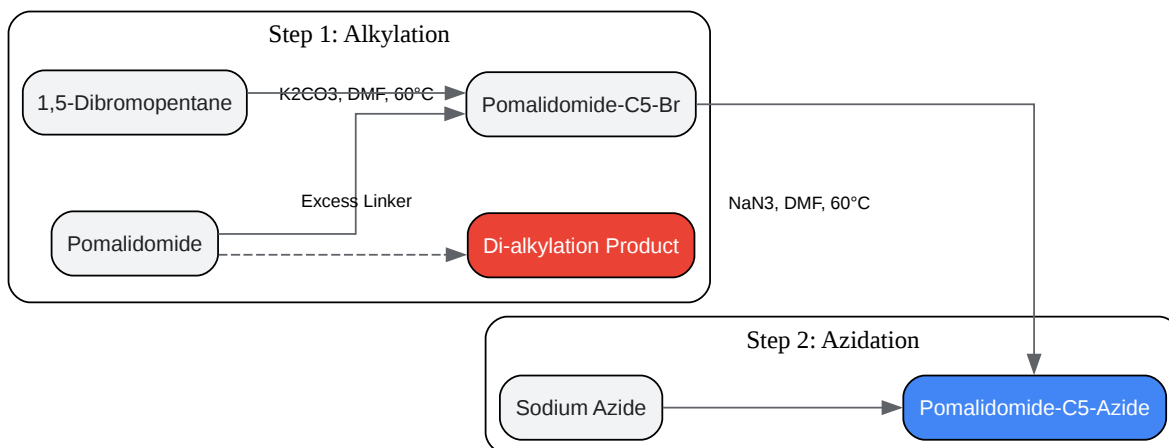 Step 1: Alkylation
1,5-Dibromopentane
K2CO3, DMF, 60°C
Pomalidomide-C5-Br
Excess Linker
NaN3, DMF, 60°C
Pomalidomide
Di-alkylation Product
Step 2: Azidation
Sodium Azide
Pomalidomide-C5-Azide